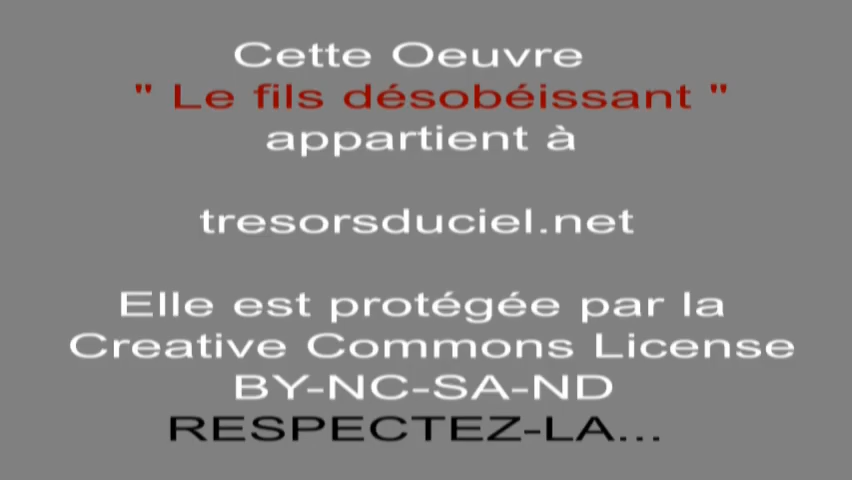 Cette Oeuvre
" Le fils désobéissant "
appartient à
tresorsduciel.net
Elle est protégée par la
Creative Commons License
BY-NC-SA-ND
RESPECTEZ-LA...